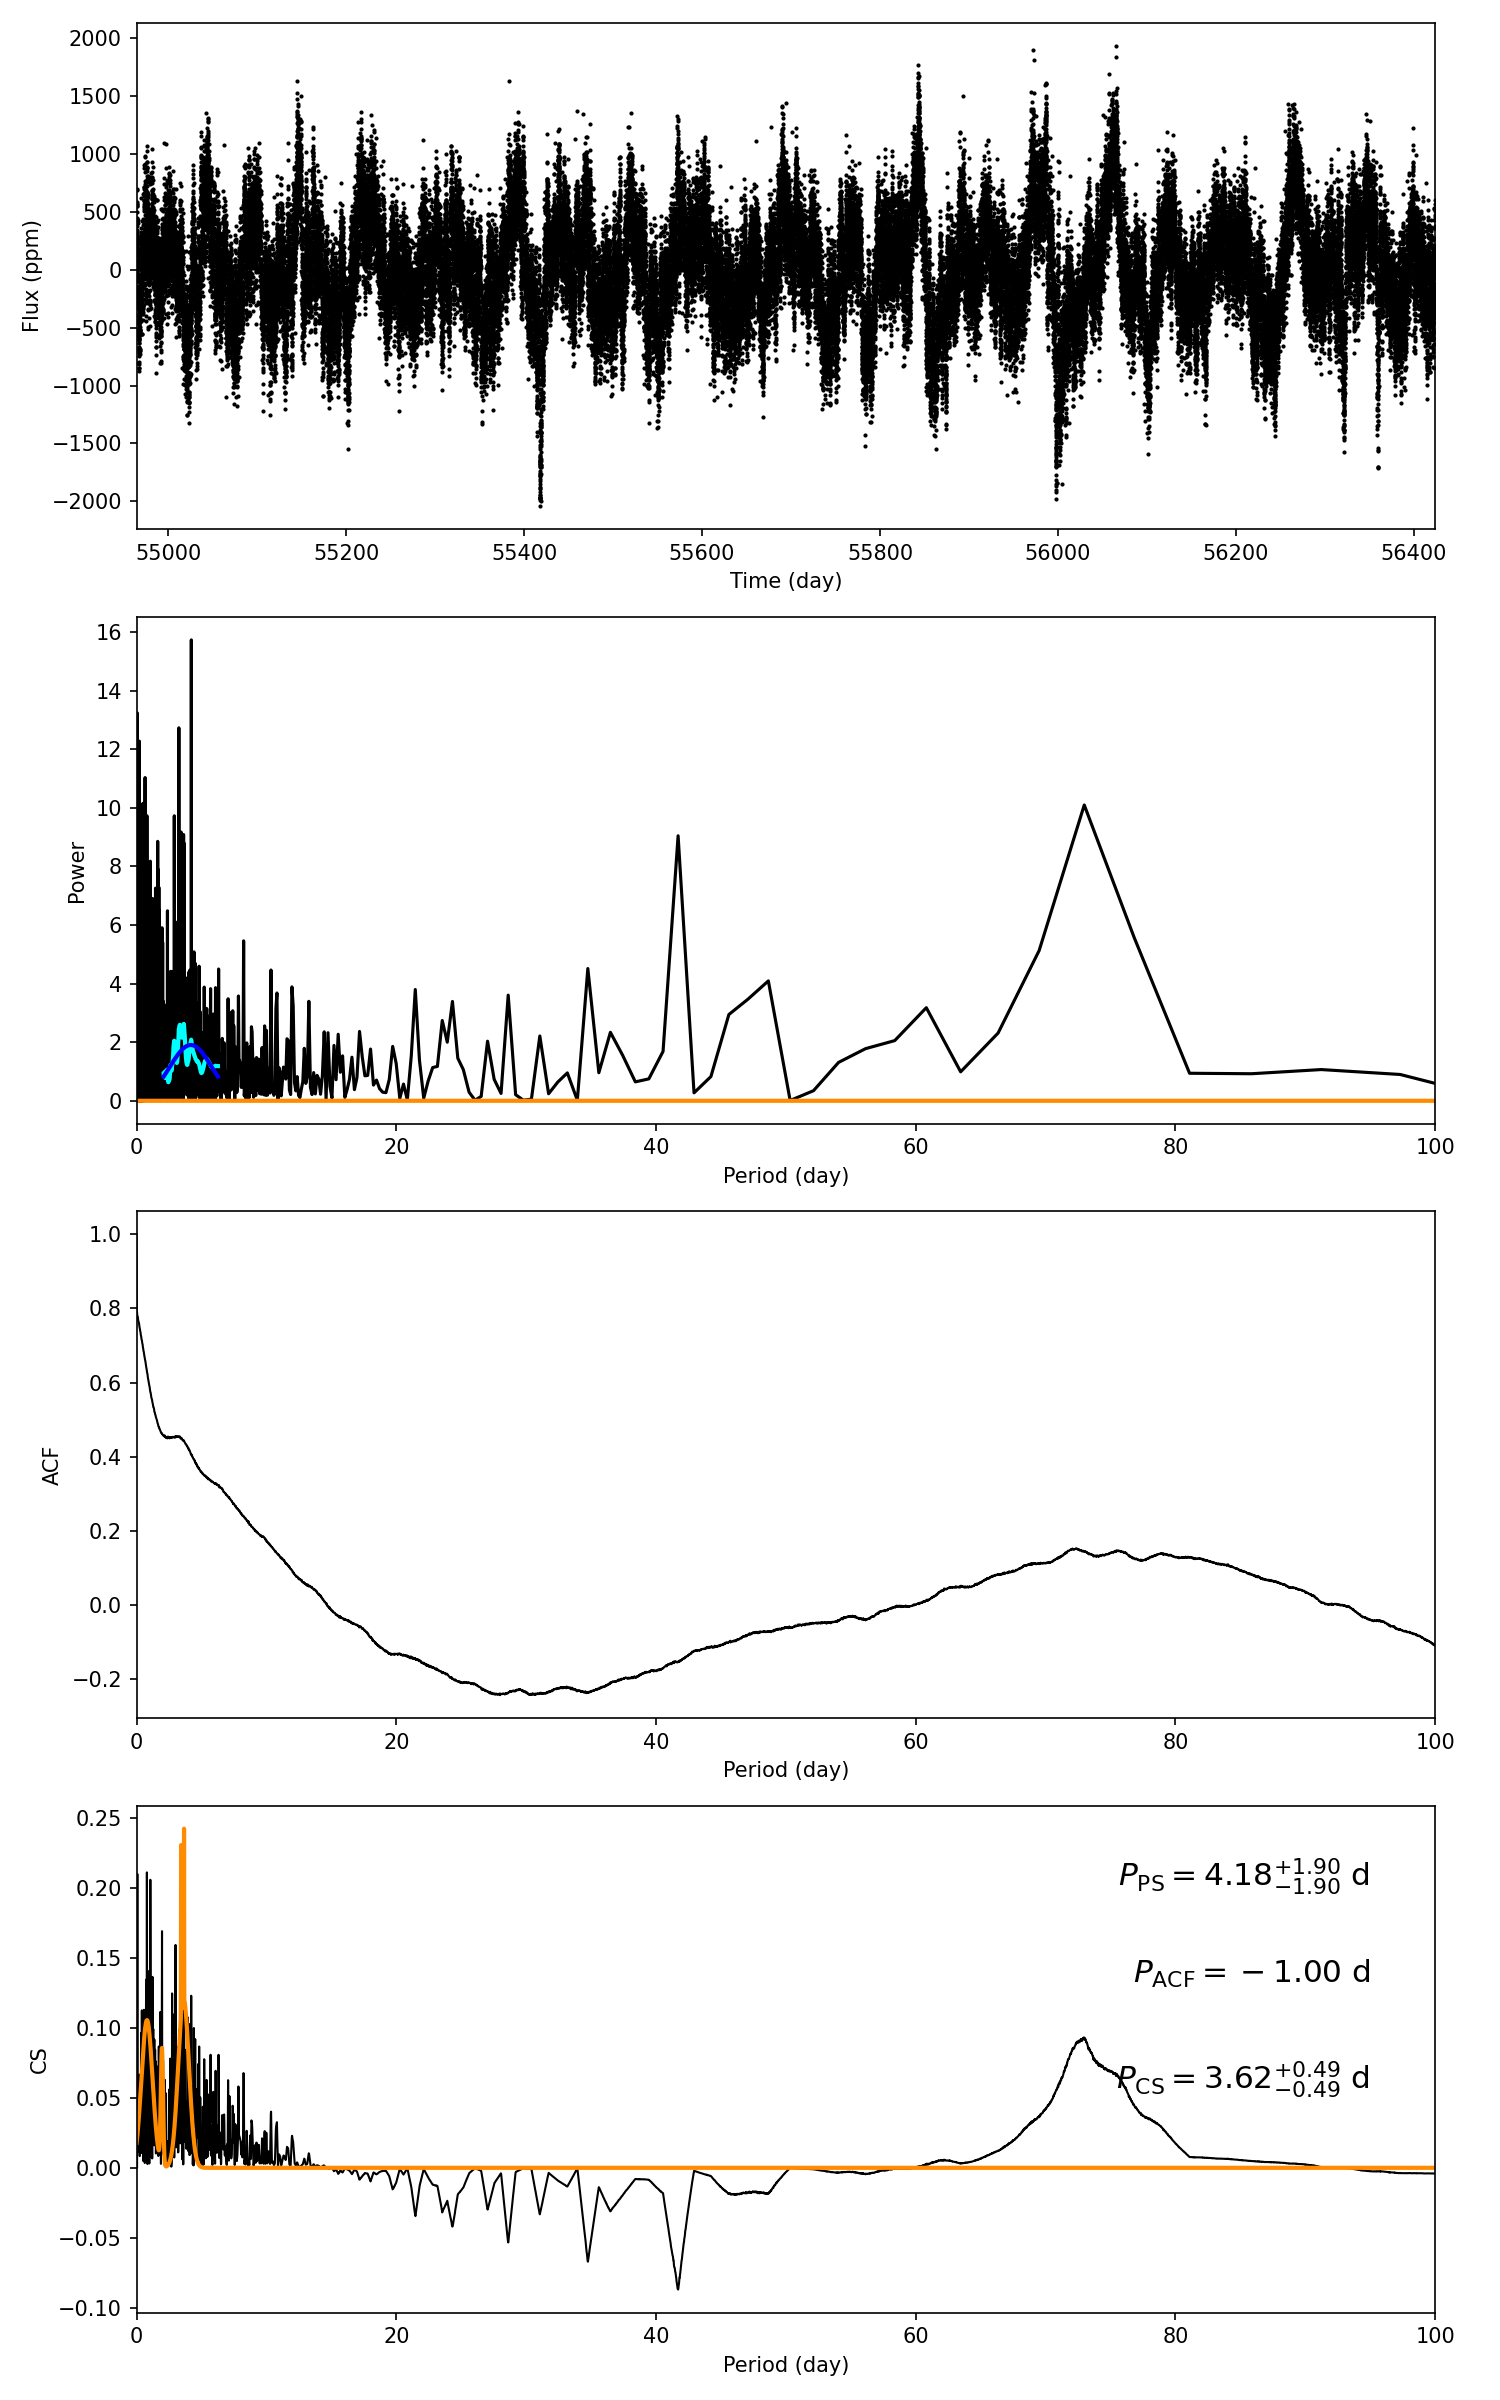 2000
1500
1000
500
0
−500
−1000
−1500
−2000
Flux (ppm)
55000 55200 55400 55600 55800 56000 56200 56400
Time (day)
16
14
12
10
8
6
4
2
0
Power
0 20 40 60 80 100
Period (day)
1.0
0.8
0.6
0.4
0.2
0.0
−0.2
ACF
0 20 40 60 80 100
Period (day)
0.25
0.20
0.15
0.10
0.05
0.00
−0.05
−0.10
CS
P_PS = 4.18 +1.90 −1.90 d
P_ACF = −1.00 d
P_CS = 3.62 +0.49 −0.49 d
0 20 40 60 80 100
Period (day)